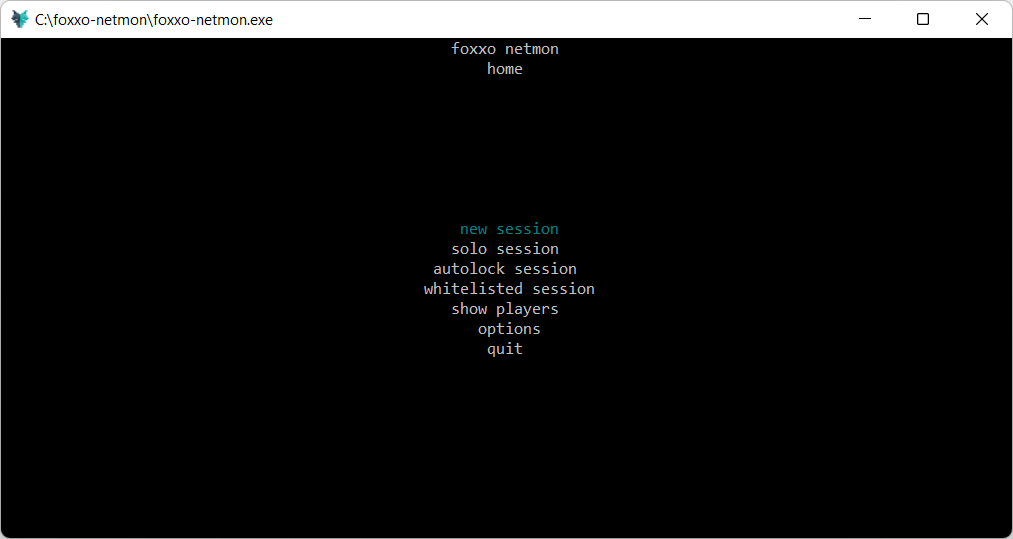 C:\foxxo-netmon\foxxo-netmon.exe
foxxo netmon
home
new session
solo session
autolock session
whitelisted session
show players
options
quit